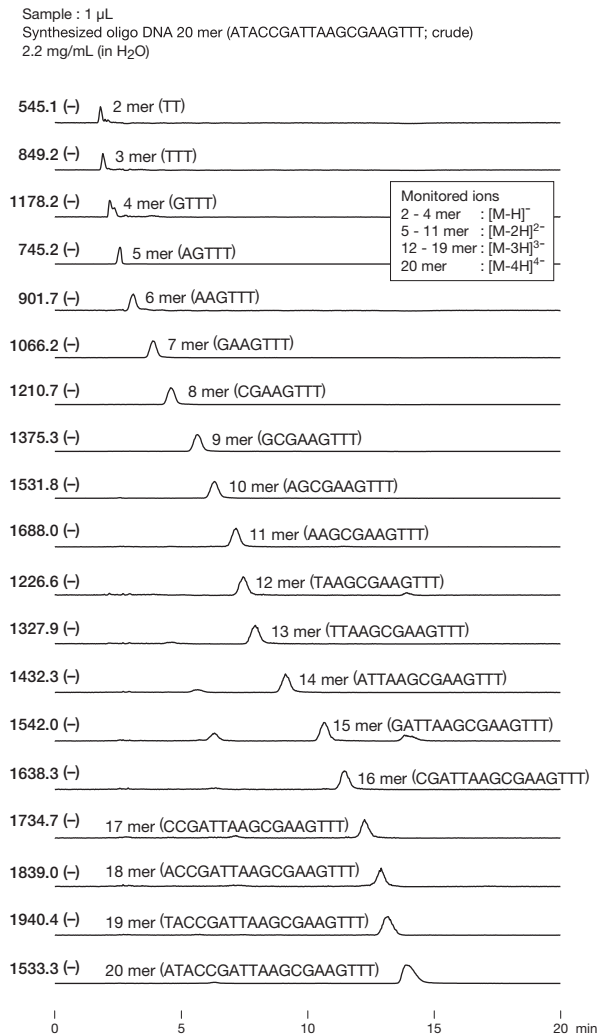 Sample : 1 µL
Synthesized oligo DNA 20 mer (ATACCGATTAAGCGAAGTTT; crude)
2.2 mg/mL (in H₂O)
545.1 (–) 2 mer (TT)
849.2 (–) 3 mer (TTT)
1178.2 (–) 4 mer (GTTT)
Monitored ions
2 - 4 mer : [M-H]⁻
5 - 11 mer : [M-2H]²⁻
12 - 19 mer : [M-3H]³⁻
20 mer : [M-4H]⁴⁻
745.2 (–) 5 mer (AGTTT)
901.7 (–) 6 mer (AAGTTT)
1066.2 (–) 7 mer (GAAGTTT)
1210.7 (–) 8 mer (CGAAGTTT)
1375.3 (–) 9 mer (GCGAAGTTT)
1531.8 (–) 10 mer (AGCGAAGTTT)
1688.0 (–) 11 mer (AAGCGAAGTTT)
1226.6 (–) 12 mer (TAAGCGAAGTTT)
1327.9 (–) 13 mer (TTAAGCGAAGTTT)
1432.3 (–) 14 mer (ATTAAGCGAAGTTT)
1542.0 (–) 15 mer (GATTAAGCGAAGTTT)
1638.3 (–) 16 mer (CGATTAAGCGAAGTTT)
1734.7 (–) 17 mer (CCGATTAAGCGAAGTTT)
1839.0 (–) 18 mer (ACCGATTAAGCGAAGTTT)
1940.4 (–) 19 mer (TACCGATTAAGCGAAGTTT)
1533.3 (–) 20 mer (ATACCGATTAAGCGAAGTTT)
0 5 10 15 20 min